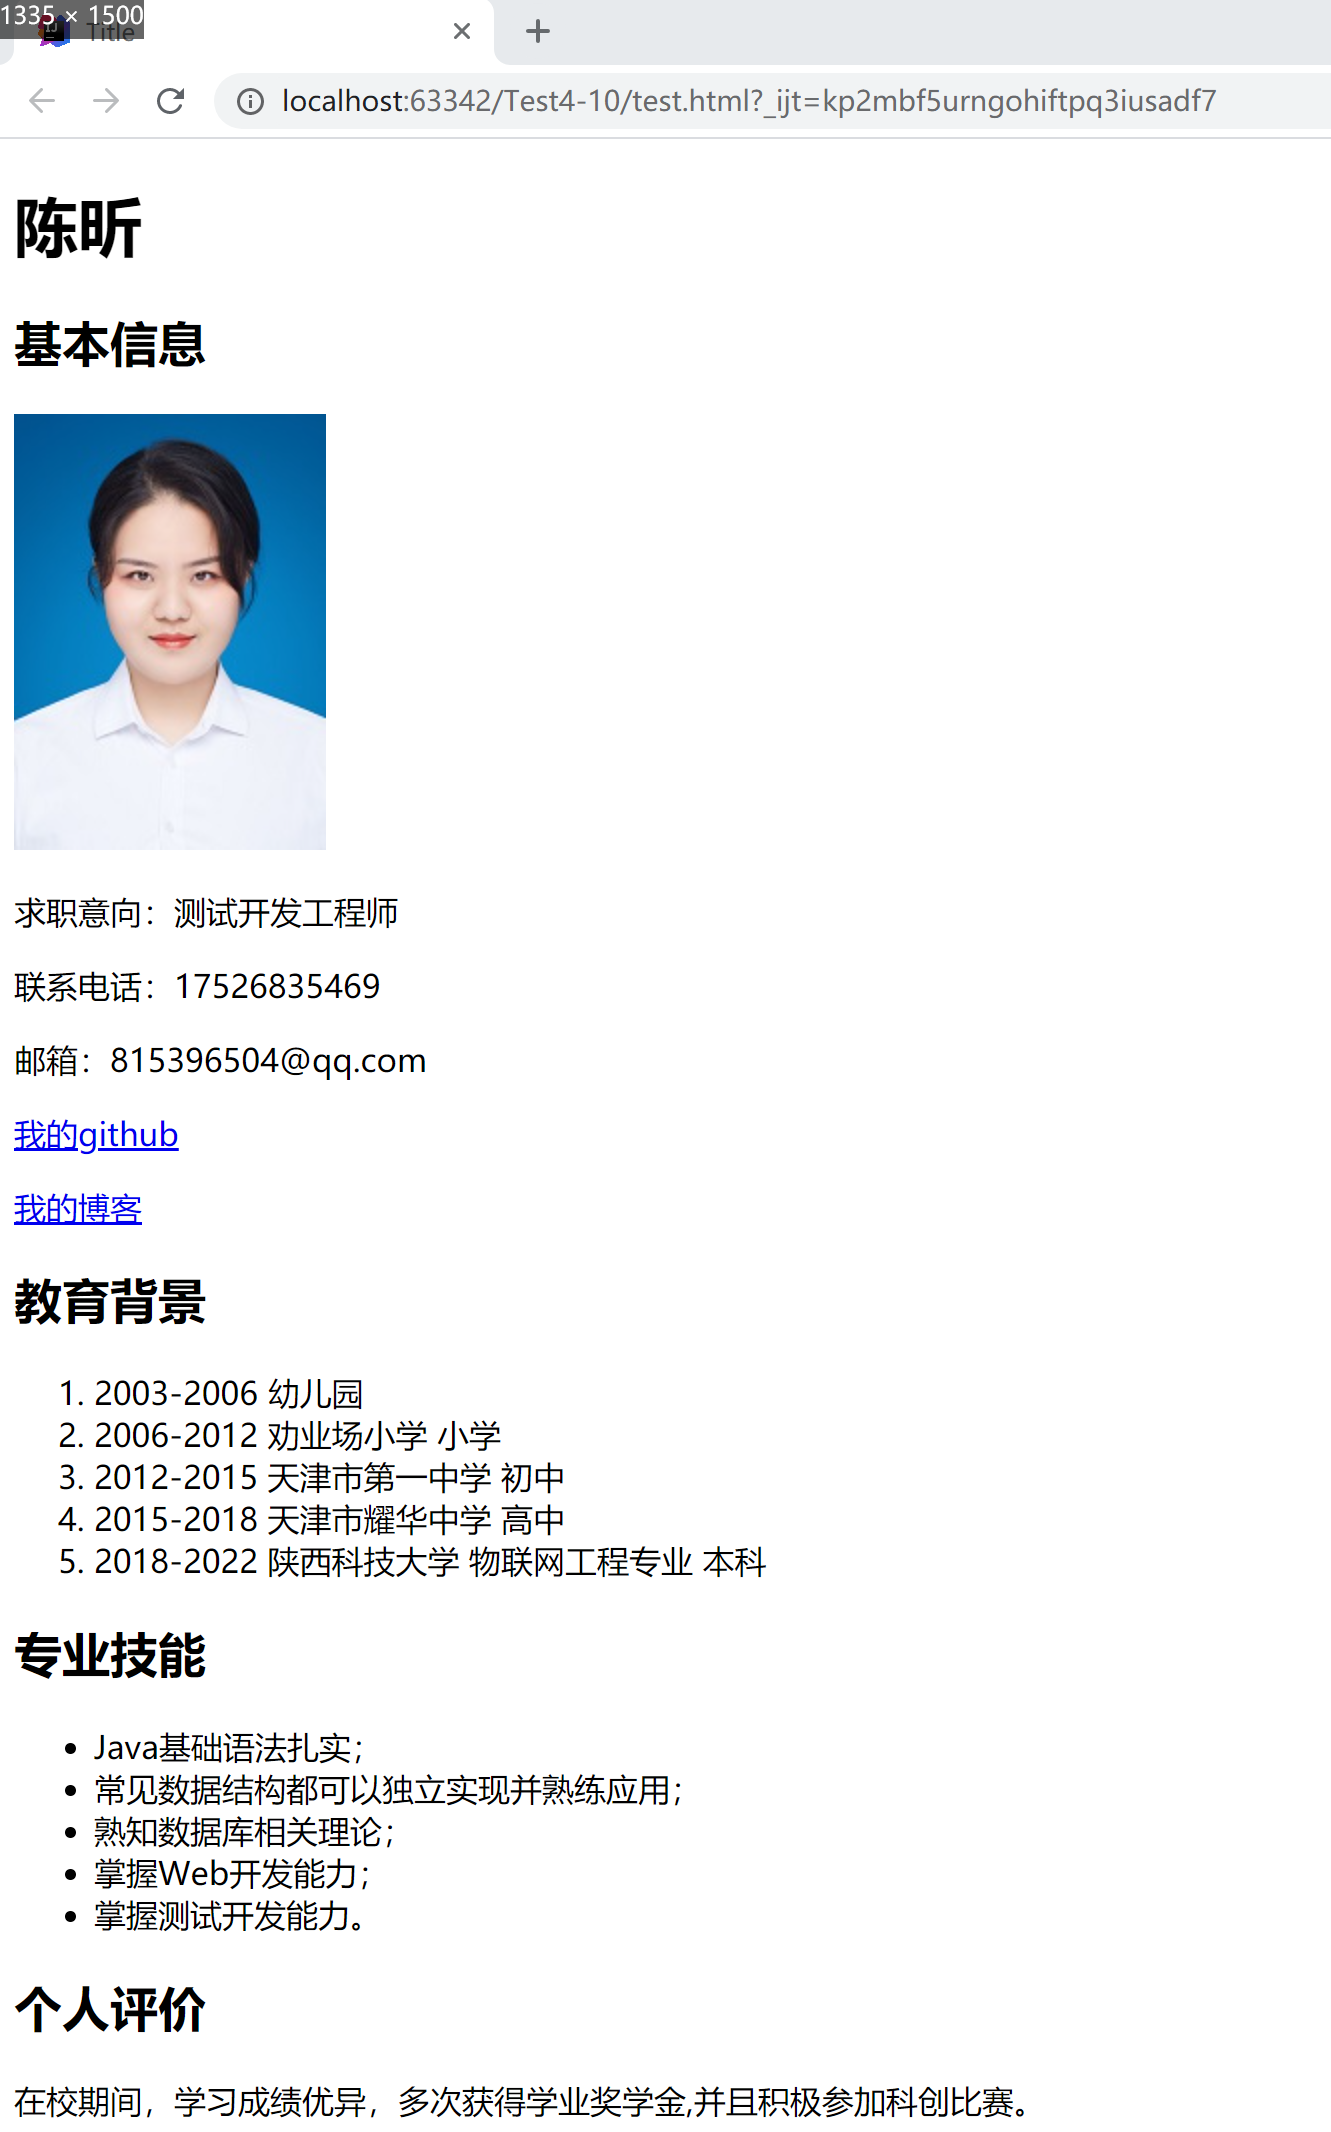 1335 × 1500
Title
localhost:63342/Test4-10/test.html?_ijt=kp2mbf5urngohiftpq3iusadf7
陈昕
基本信息
求职意向：测试开发工程师
联系电话：17526835469
邮箱：815396504@qq.com
我的github
我的博客
教育背景
1. 2003-2006 幼儿园
2. 2006-2012 劝业场小学 小学
3. 2012-2015 天津市第一中学 初中
4. 2015-2018 天津市耀华中学 高中
5. 2018-2022 陕西科技大学 物联网工程专业 本科
专业技能
• Java基础语法扎实；
• 常见数据结构都可以独立实现并熟练应用；
• 熟知数据库相关理论；
• 掌握Web开发能力；
• 掌握测试开发能力。
个人评价
在校期间，学习成绩优异，多次获得学业奖学金,并且积极参加科创比赛。